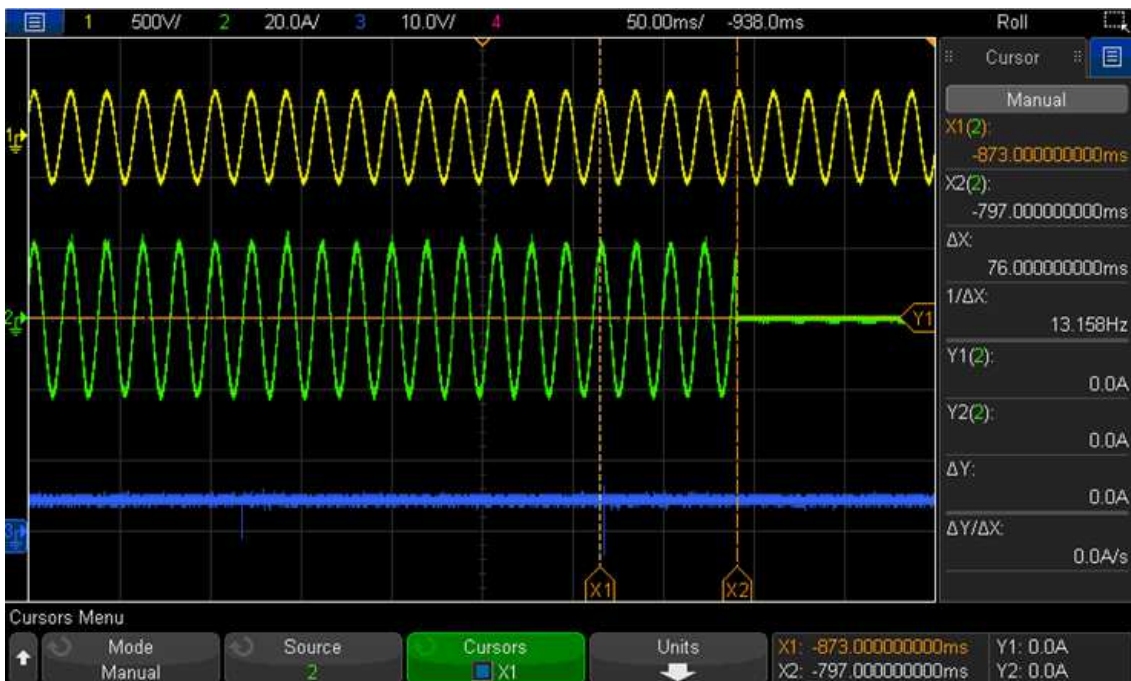 1 500V/ 2 20.0A/ 3 10.0V/ 4 50.00ms/ -938.0ms Roll
Cursor
Manual
X1(2):
-873.000000000ms
X2(2):
-797.000000000ms
ΔX:
76.000000000ms
1/ΔX:
13.158Hz
Y1(2):
0.0A
Y2(2):
0.0A
ΔY:
0.0A
ΔY/ΔX:
0.0A/s
1
2
Y1
3
X1 X2
Cursors Menu
Mode
Manual
Source
2
Cursors
X1
Units
X1: -873.000000000ms Y1: 0.0A
X2: -797.000000000ms Y2: 0.0A